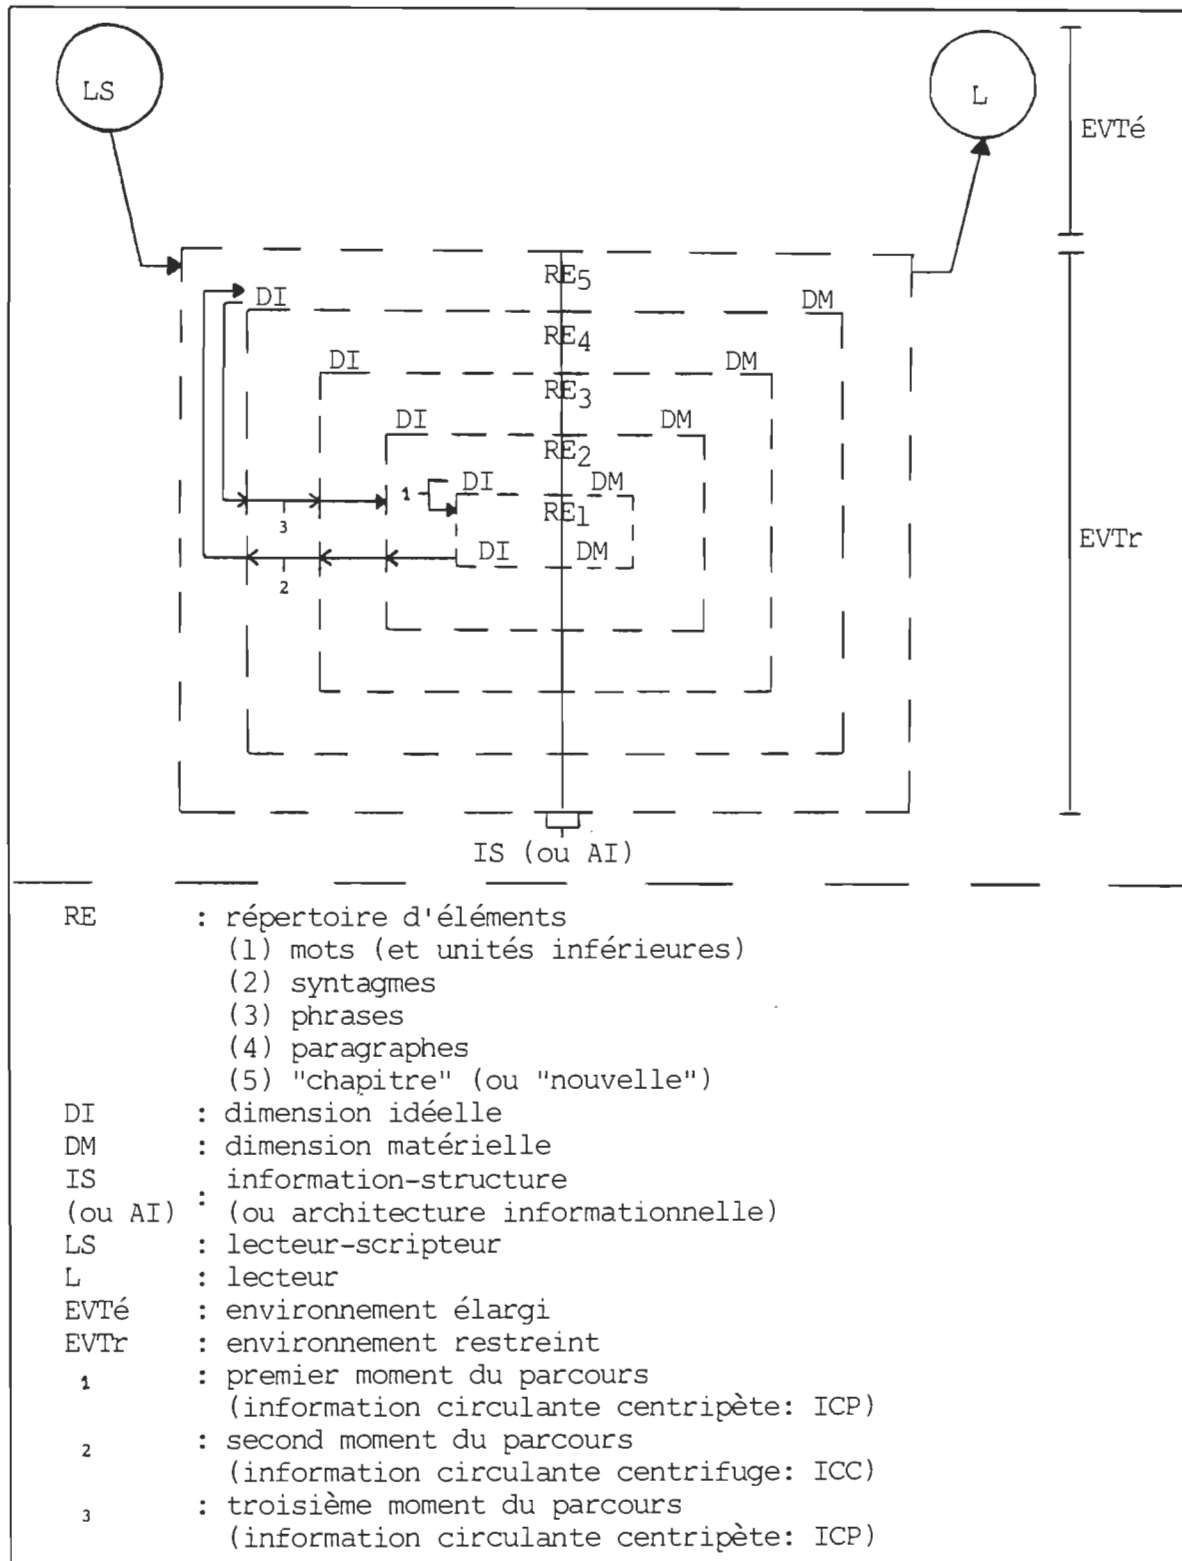 LS
L
EVTé
RE5
DI
DM
RE4
DI
DM
RE3
DI
DM
RE2
1
DI
DM
RE1
3
DI
DM
EVTr
2
IS (ou AI)
RE : répertoire d'éléments
(1) mots (et unités inférieures)
(2) syntagmes
(3) phrases
(4) paragraphes
(5) "chapitre" (ou "nouvelle")
DI : dimension idéelle
DM : dimension matérielle
IS information-structure
(ou AI) : (ou architecture informationnelle)
LS : lecteur-scripteur
L : lecteur
EVTé : environnement élargi
EVTr : environnement restreint
1 : premier moment du parcours
(information circulante centripète: ICP)
2 : second moment du parcours
(information circulante centrifuge: ICC)
3 : troisième moment du parcours
(information circulante centripète: ICP)